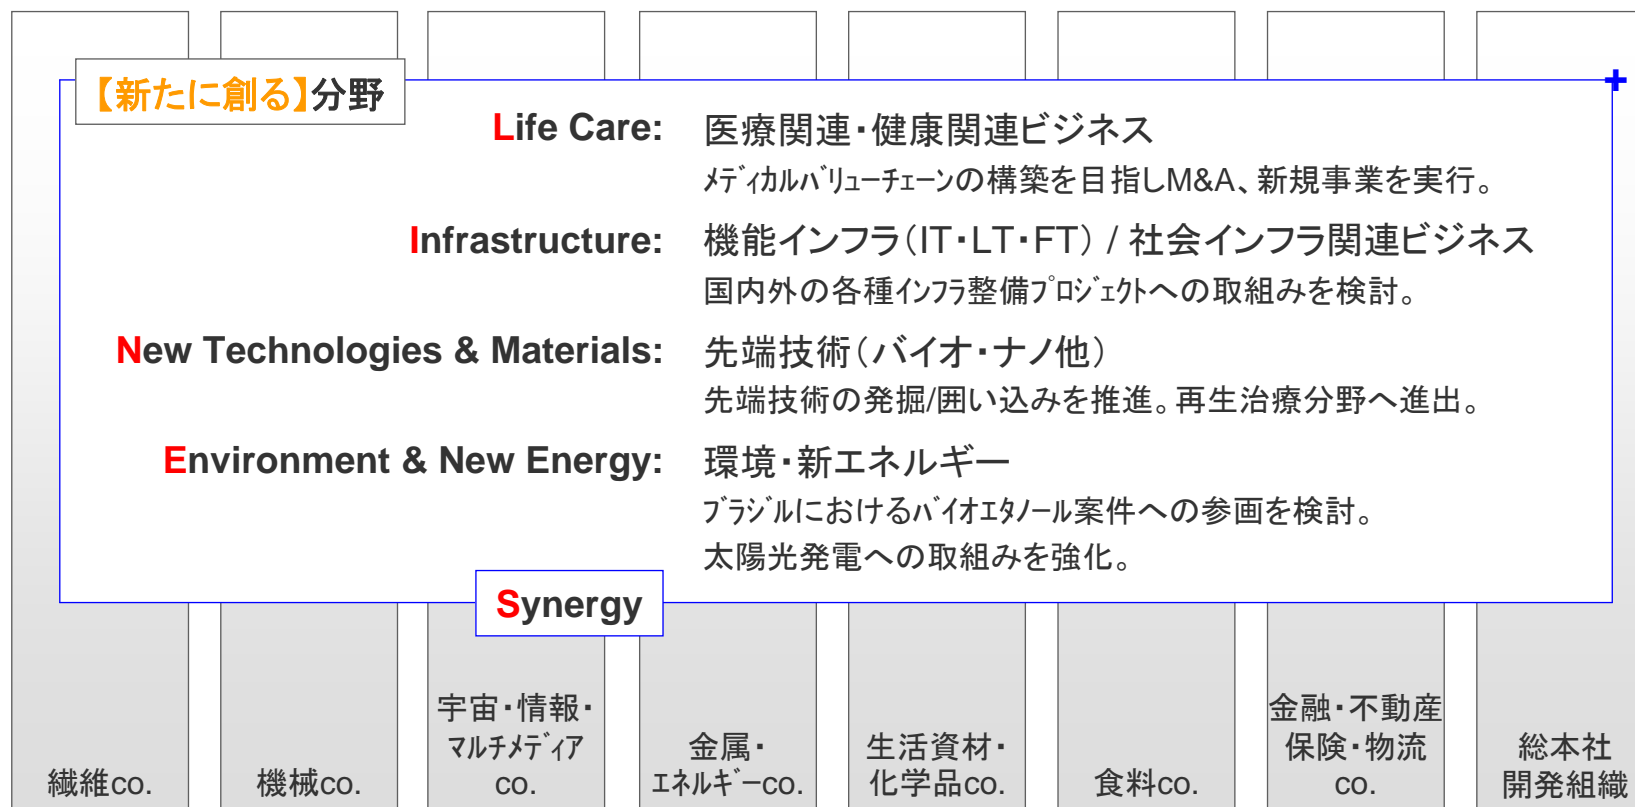 【新たに創る】分野
Life Care: 医療関連・健康関連ビジネス
ﾒﾃﾞｨｶﾙﾊﾞﾘｭｰﾁｪｰﾝの構築を目指しM&A、新規事業を実行。
Infrastructure: 機能インフラ（IT・LT・FT） / 社会インフラ関連ビジネス
国内外の各種ｲﾝﾌﾗ整備ﾌﾟﾛｼﾞｪｸﾄへの取組みを検討。
New Technologies & Materials: 先端技術（バイオ・ナノ他）
先端技術の発掘/囲い込みを推進。再生治療分野へ進出。
Environment & New Energy: 環境・新エネルギー
ﾌﾞﾗｼﾞﾙにおけるﾊﾞｲｵｴﾀﾉｰﾙ案件への参画を検討。
太陽光発電への取組みを強化。
Synergy
繊維co.
機械co.
宇宙・情報・
ﾏﾙﾁﾒﾃﾞｨｱ
co.
金属・
ｴﾈﾙｷﾞｰco.
生活資材・
化学品co.
食料co.
金融・不動産
保険・物流
co.
総本社
開発組織